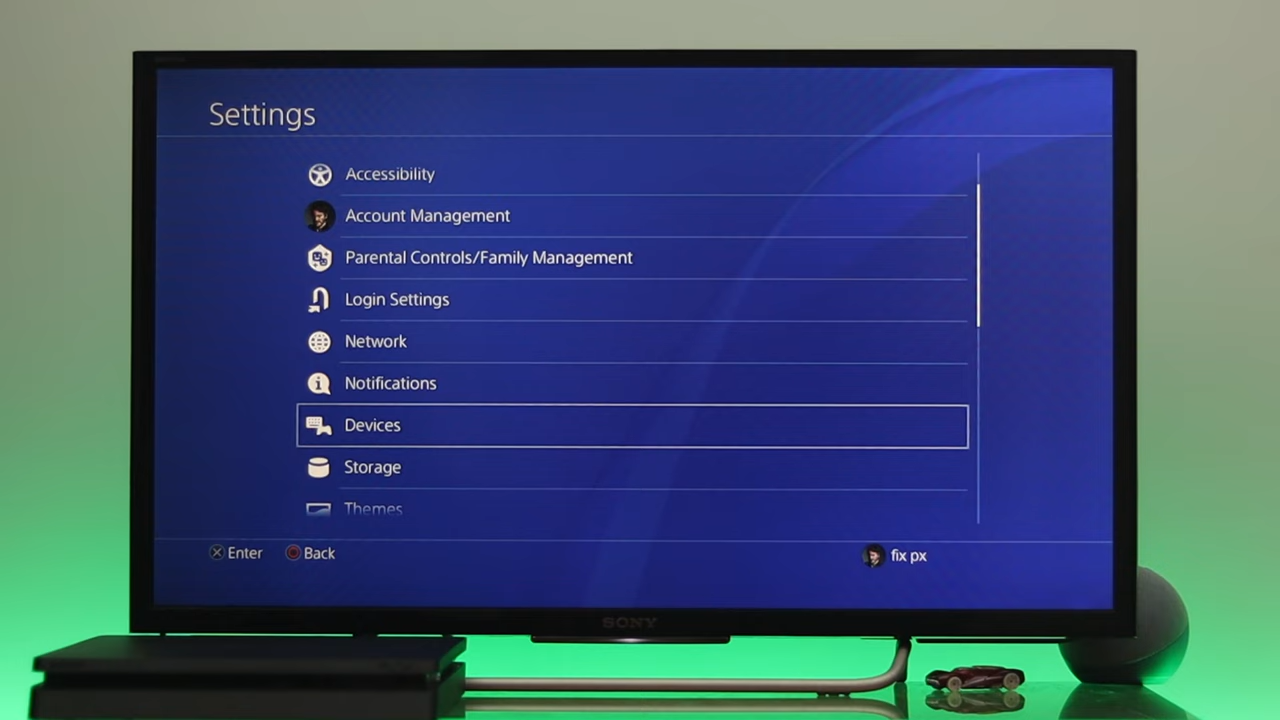 Settings
Accessibility
Account Management
Parental Controls/Family Management
Login Settings
Network
Notifications
Devices
Storage
Themes
Enter Back
fix px
SONY